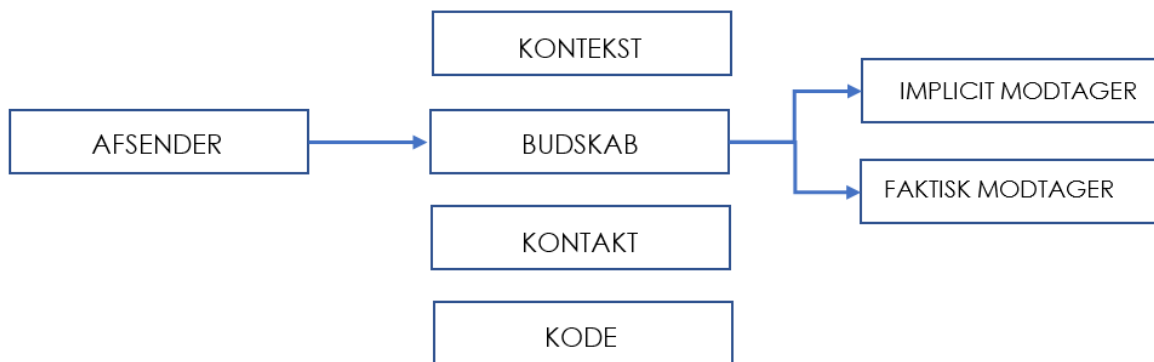 KONTEKST
IMPLICIT MODTAGER
AFSENDER
BUDSKAB
FAKTISK MODTAGER
KONTAKT
KODE